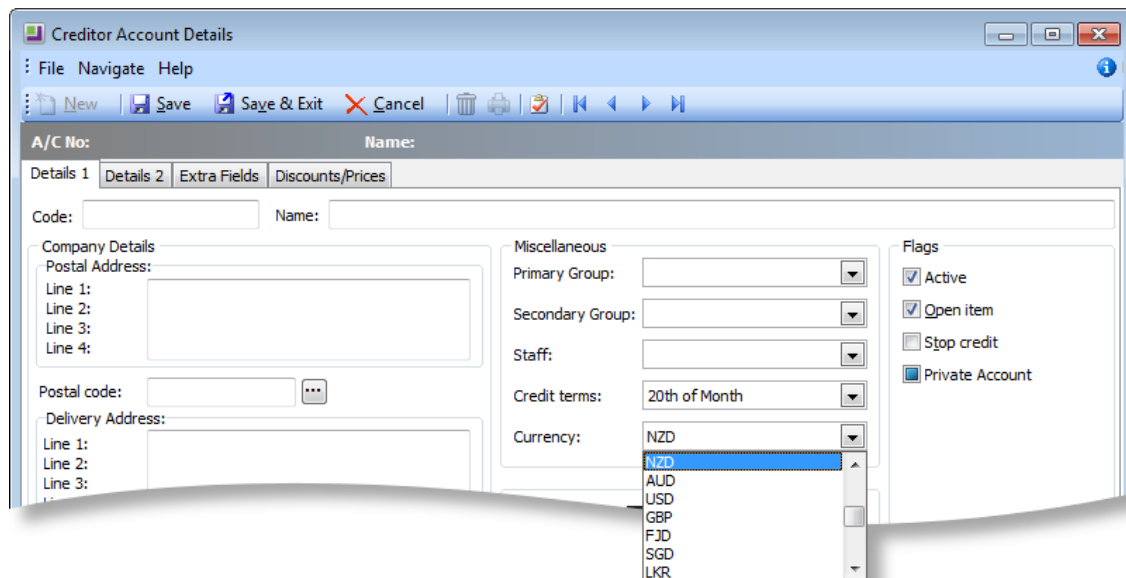 Creditor Account Details
File Navigate Help
New Save Save & Exit Cancel
A/C No: Name:
Details 1 Details 2 Extra Fields Discounts/Prices
Code: Name:
Company Details
Postal Address:
Line 1:
Line 2:
Line 3:
Line 4:
Postal code:
Delivery Address:
Line 1:
Line 2:
Line 3:
Miscellaneous
Primary Group:
Secondary Group:
Staff:
Credit terms: 20th of Month
Currency: NZD
NZD
AUD
USD
GBP
FJD
SGD
LKR
Flags
Active
Open item
Stop credit
Private Account